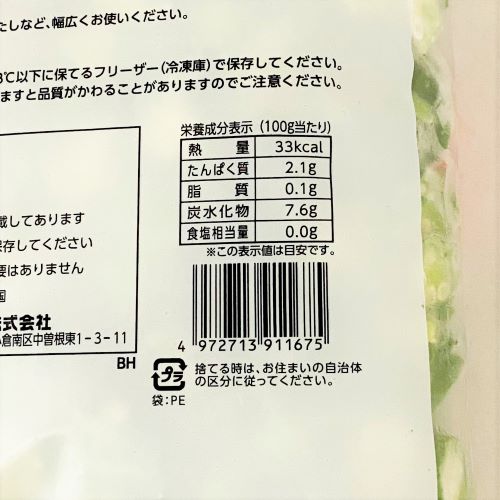 たしなど、幅広くお使いください。
8℃以下に保てるフリーザー(冷凍庫)で保存してください。
ますと品質がかわることがありますのでご注意ください。
栄養成分表示 (100g当たり)
熱 量 33kcal
たんぱく質 2.1g
脂 質 0.1g
炭水化物 7.6g
食塩相当量 0.0g
※この表示値は目安です。
載してあります
保存してください
要はありません
国
式会社
倉南区中曽根東1-3-11
BH
4 972713 911675
プラ
捨てる時は、お住まいの自治体
の区分に従ってください。
袋:PE